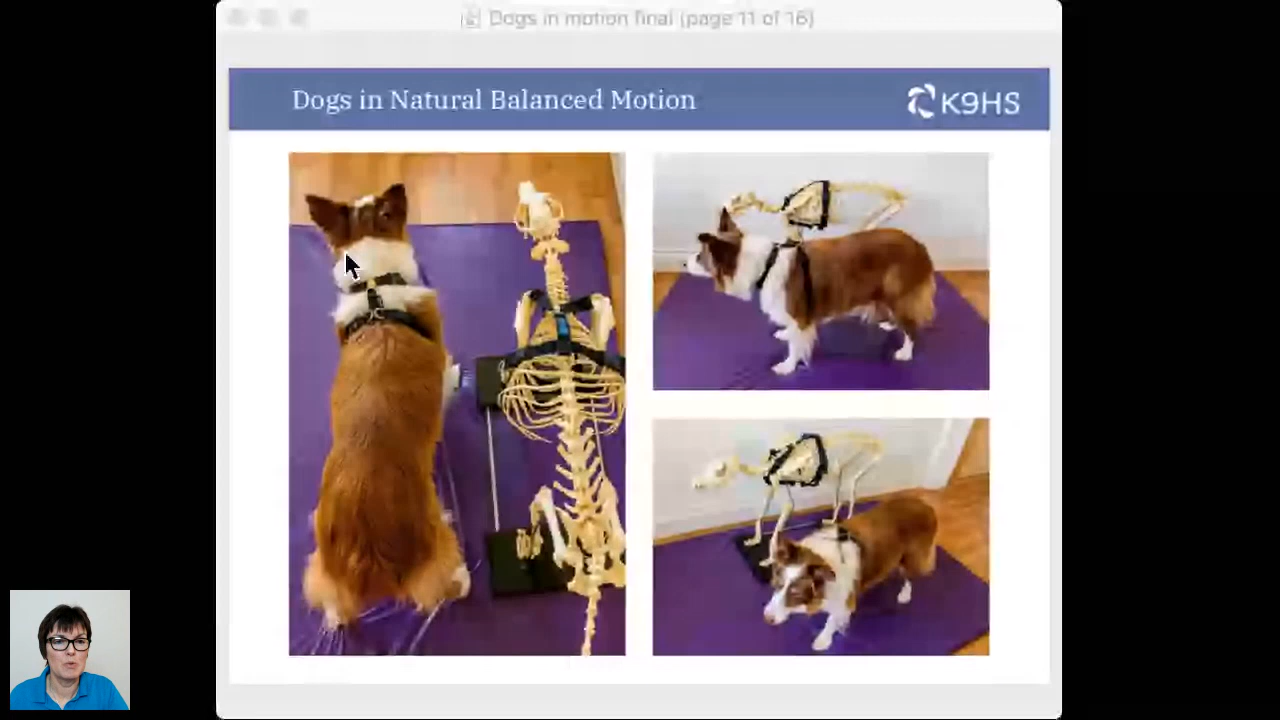 Dogs in motion final (page 11 of 16)
Dogs in Natural Balanced Motion
K9HS